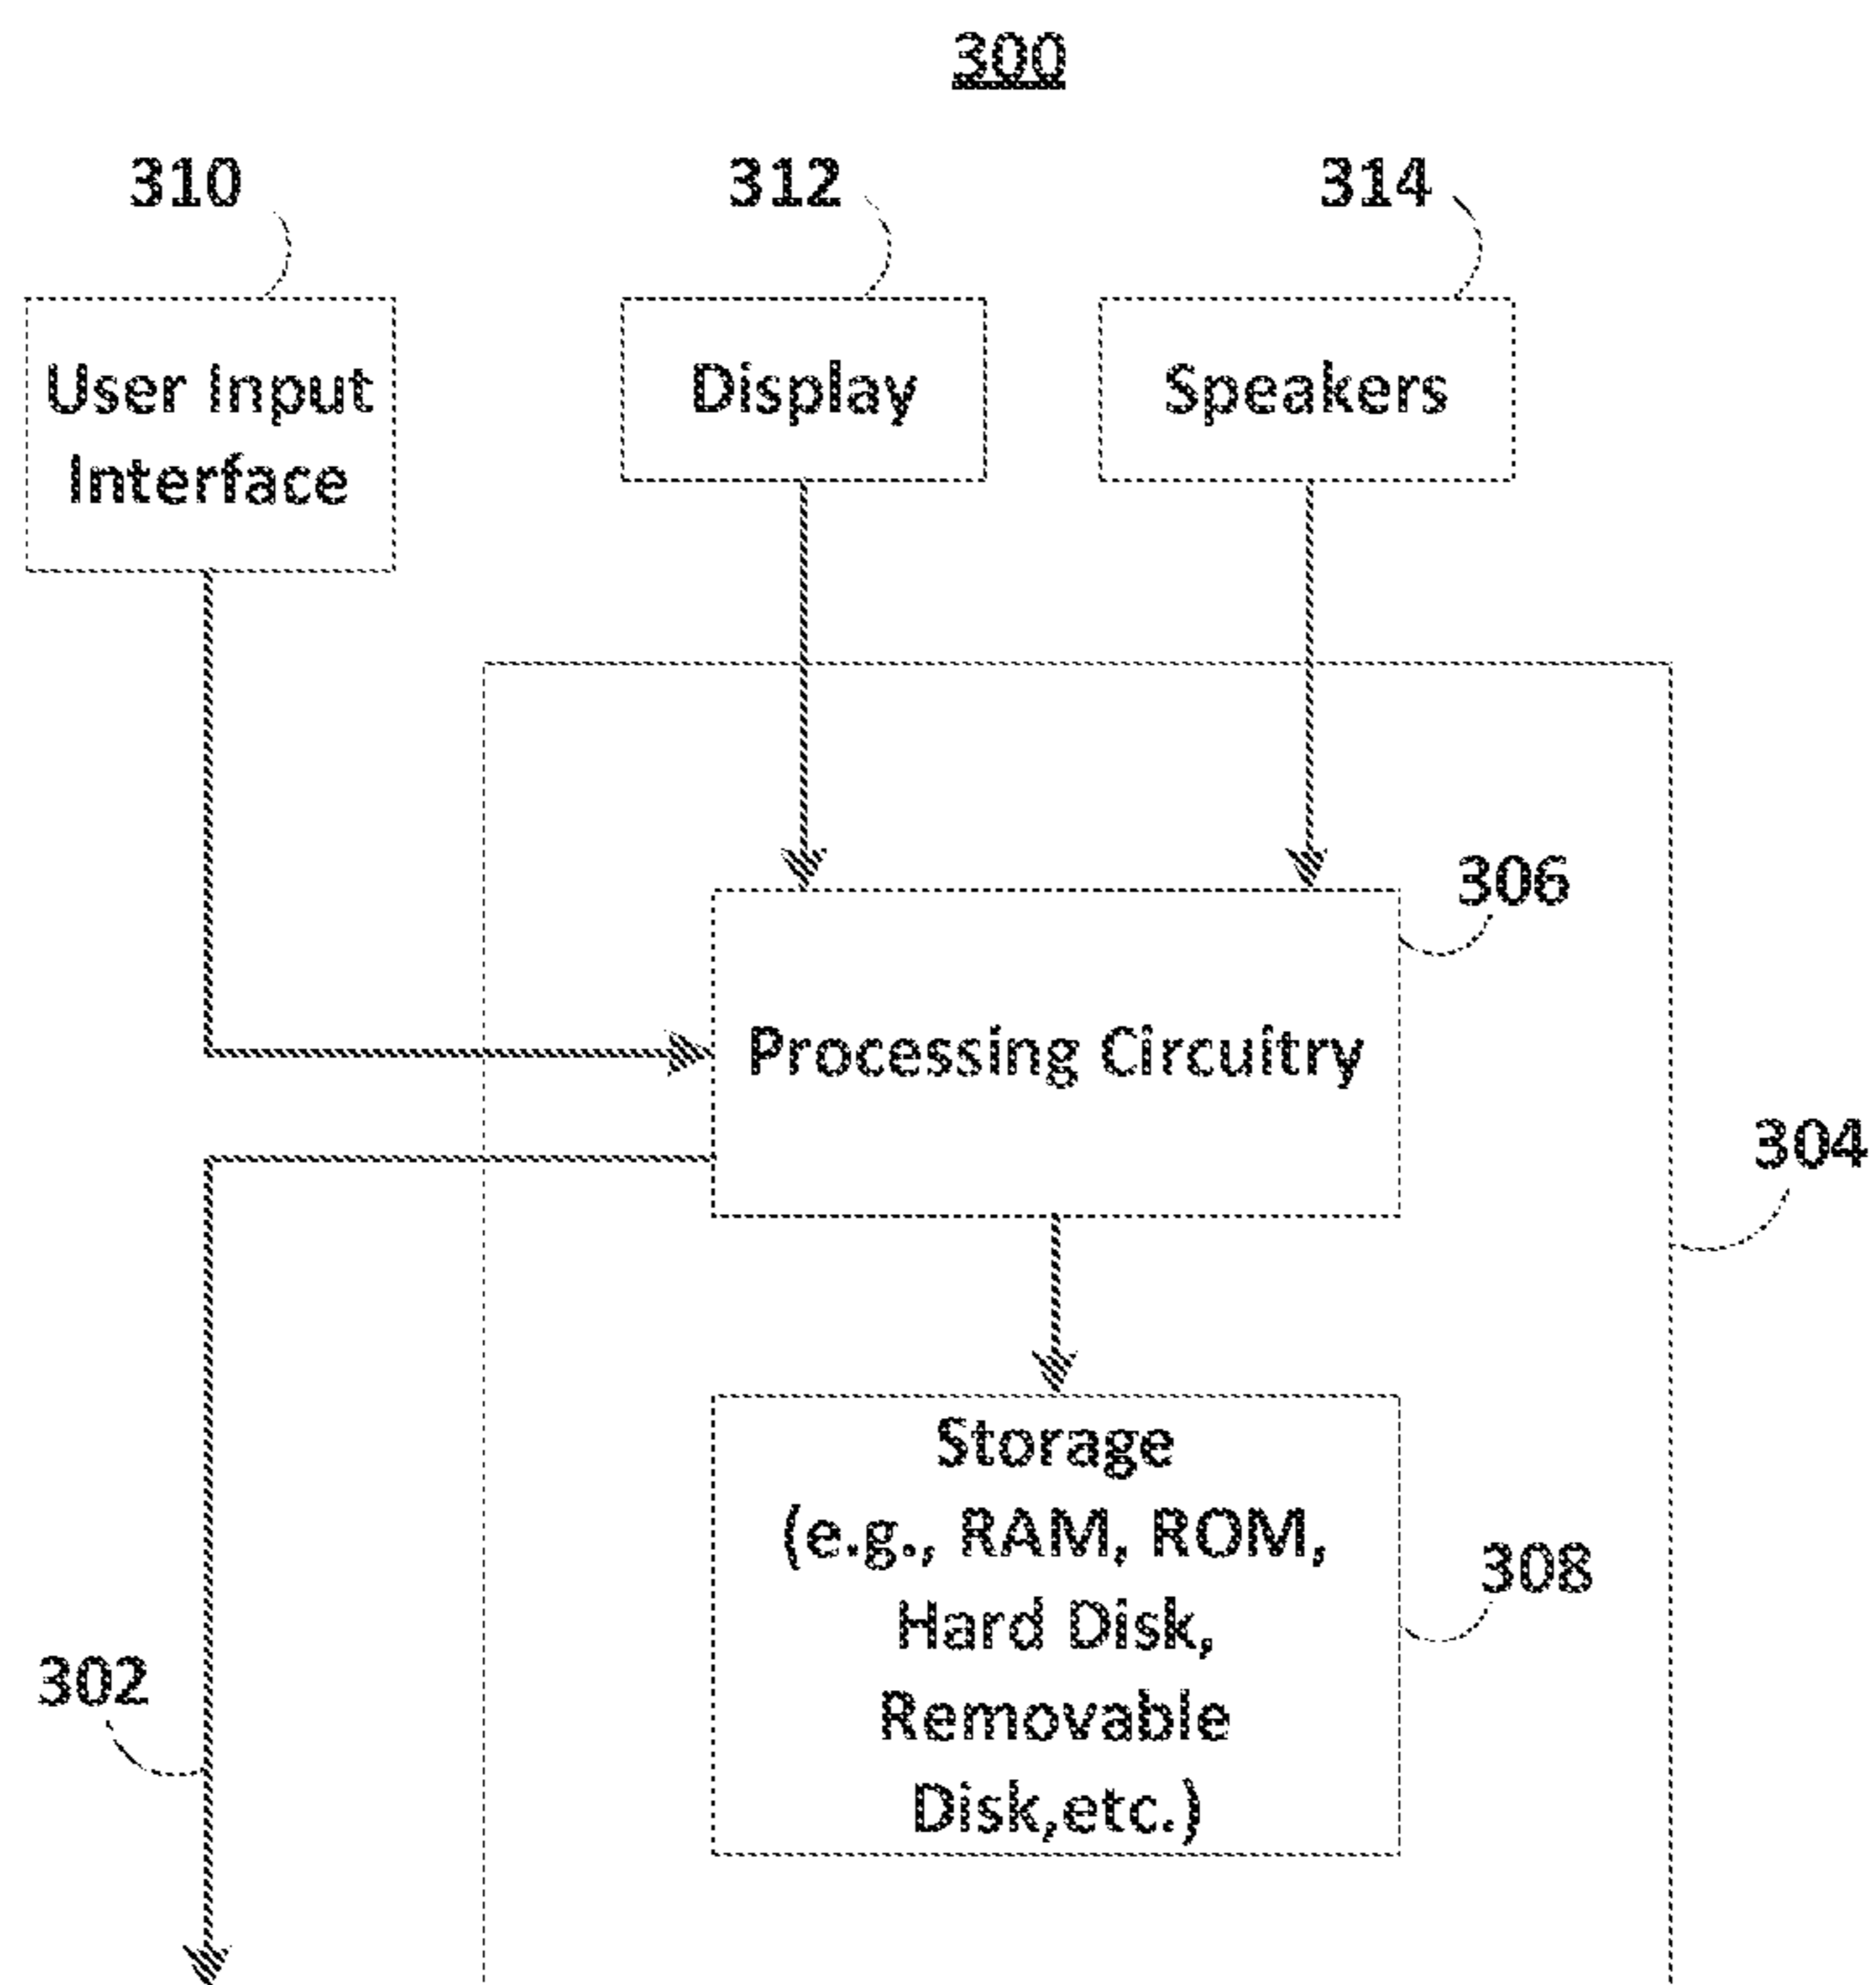 300
310
312
314
User Input
Interface
Display
Speakers
306
Processing Circuitry
304
Storage
(e.g., RAM, ROM,
Hard Disk,
Removable
Disk,etc.)
308
302